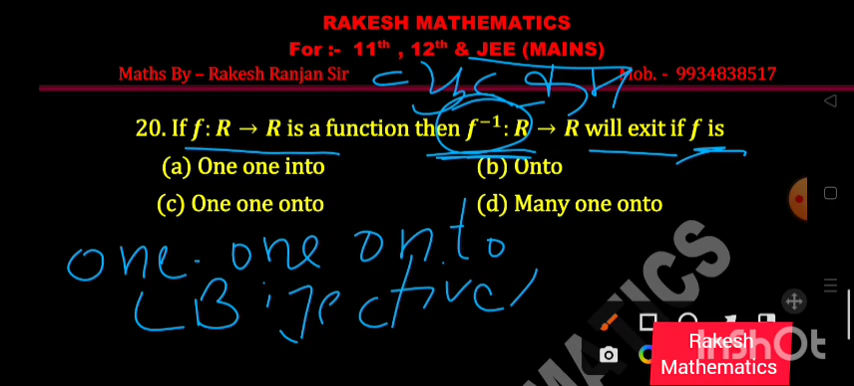 RAKESH MATHEMATICS
For :- 11th , 12th & JEE (MAINS)
Maths By – Rakesh Ranjan Sir Mob. - 9934838517
20. If f: R → R is a function then f⁻¹: R → R will exit if f is
(a) One one into (b) Onto
(c) One one onto (d) Many one onto
one-one onto
(Bijective)
MATICS
InShOt
Rakesh
Mathematics